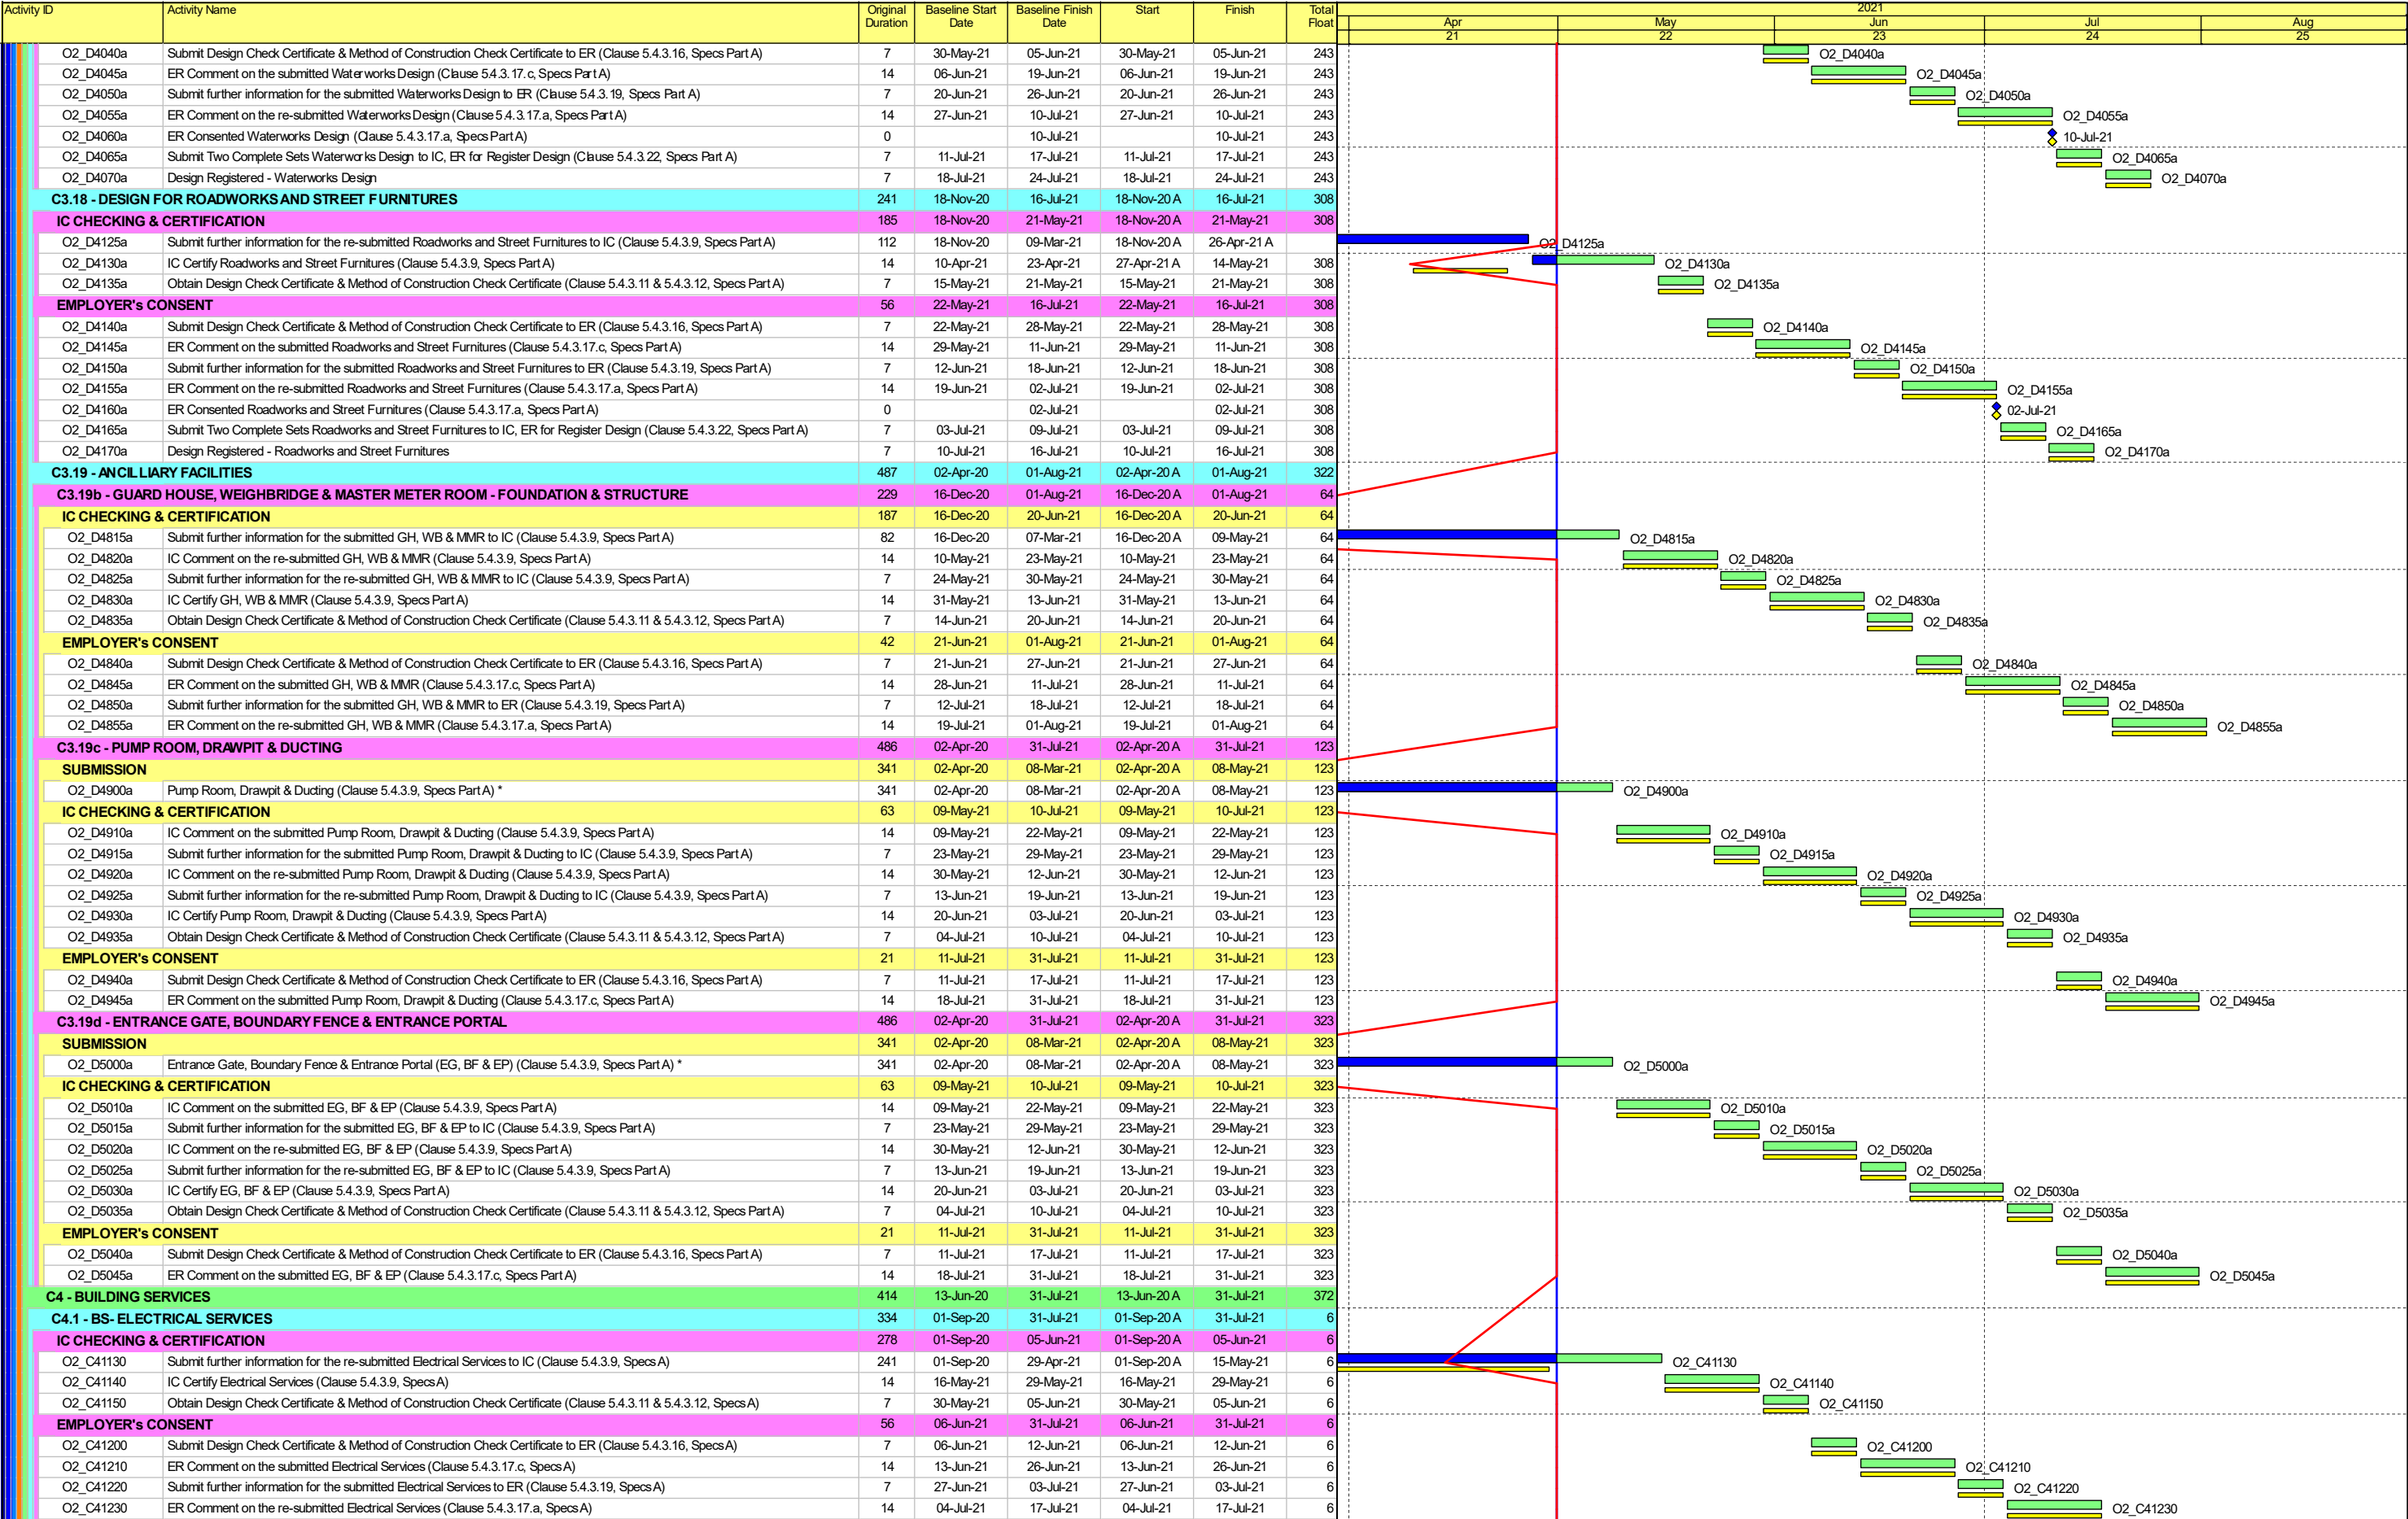 Activity ID Activity Name Original Duration Baseline Start Date Baseline Finish Date Start Finish Total Float 2021
Apr May Jun Jul Aug
21 22 23 24 25
O2_D4040a Submit Design Check Certificate & Method of Construction Check Certificate to ER (Clause 5.4.3.16, Specs Part A) 7 30-May-21 05-Jun-21 30-May-21 05-Jun-21 243 O2_D4040a
O2_D4045a ER Comment on the submitted Waterworks Design (Clause 5.4.3.17.c, Specs Part A) 14 06-Jun-21 19-Jun-21 06-Jun-21 19-Jun-21 243 O2_D4045a
O2_D4050a Submit further information for the submitted Waterworks Design to ER (Clause 5.4.3.19, Specs Part A) 7 20-Jun-21 26-Jun-21 20-Jun-21 26-Jun-21 243 O2_D4050a
O2_D4055a ER Comment on the re-submitted Waterworks Design (Clause 5.4.3.17.a, Specs Part A) 14 27-Jun-21 10-Jul-21 27-Jun-21 10-Jul-21 243 O2_D4055a
O2_D4060a ER Consented Waterworks Design (Clause 5.4.3.17.a, Specs Part A) 0 10-Jul-21 10-Jul-21 243 10-Jul-21
O2_D4065a Submit Two Complete Sets Waterworks Design to IC, ER for Register Design (Clause 5.4.3.22, Specs Part A) 7 11-Jul-21 17-Jul-21 11-Jul-21 17-Jul-21 243 O2_D4065a
O2_D4070a Design Registered - Waterworks Design 7 18-Jul-21 24-Jul-21 18-Jul-21 24-Jul-21 243 O2_D4070a
C3.18 - DESIGN FOR ROADWORKS AND STREET FURNITURES 241 18-Nov-20 16-Jul-21 18-Nov-20 A 16-Jul-21 308
IC CHECKING & CERTIFICATION 185 18-Nov-20 21-May-21 18-Nov-20 A 21-May-21 308
O2_D4125a Submit further information for the re-submitted Roadworks and Street Furnitures to IC (Clause 5.4.3.9, Specs Part A) 112 18-Nov-20 09-Mar-21 18-Nov-20 A 26-Apr-21 A O2_D4125a
O2_D4130a IC Certify Roadworks and Street Furnitures (Clause 5.4.3.9, Specs Part A) 14 10-Apr-21 23-Apr-21 27-Apr-21 A 14-May-21 308 O2_D4130a
O2_D4135a Obtain Design Check Certificate & Method of Construction Check Certificate (Clause 5.4.3.11 & 5.4.3.12, Specs Part A) 7 15-May-21 21-May-21 15-May-21 21-May-21 308 O2_D4135a
EMPLOYER's CONSENT 56 22-May-21 16-Jul-21 22-May-21 16-Jul-21 308
O2_D4140a Submit Design Check Certificate & Method of Construction Check Certificate to ER (Clause 5.4.3.16, Specs Part A) 7 22-May-21 28-May-21 22-May-21 28-May-21 308 O2_D4140a
O2_D4145a ER Comment on the submitted Roadworks and Street Furnitures (Clause 5.4.3.17.c, Specs Part A) 14 29-May-21 11-Jun-21 29-May-21 11-Jun-21 308 O2_D4145a
O2_D4150a Submit further information for the submitted Roadworks and Street Furnitures to ER (Clause 5.4.3.19, Specs Part A) 7 12-Jun-21 18-Jun-21 12-Jun-21 18-Jun-21 308 O2_D4150a
O2_D4155a ER Comment on the re-submitted Roadworks and Street Furnitures (Clause 5.4.3.17.a, Specs Part A) 14 19-Jun-21 02-Jul-21 19-Jun-21 02-Jul-21 308 O2_D4155a
O2_D4160a ER Consented Roadworks and Street Furnitures (Clause 5.4.3.17.a, Specs Part A) 0 02-Jul-21 02-Jul-21 308 02-Jul-21
O2_D4165a Submit Two Complete Sets Roadworks and Street Furnitures to IC, ER for Register Design (Clause 5.4.3.22, Specs Part A) 7 03-Jul-21 09-Jul-21 03-Jul-21 09-Jul-21 308 O2_D4165a
O2_D4170a Design Registered - Roadworks and Street Furnitures 7 10-Jul-21 16-Jul-21 10-Jul-21 16-Jul-21 308 O2_D4170a
C3.19 - ANCILLIARY FACILITIES 487 02-Apr-20 01-Aug-21 02-Apr-20 A 01-Aug-21 322
C3.19b - GUARD HOUSE, WEIGHBRIDGE & MASTER METER ROOM - FOUNDATION & STRUCTURE 229 16-Dec-20 01-Aug-21 16-Dec-20 A 01-Aug-21 64
IC CHECKING & CERTIFICATION 187 16-Dec-20 20-Jun-21 16-Dec-20 A 20-Jun-21 64
O2_D4815a Submit further information for the submitted GH, WB & MMR to IC (Clause 5.4.3.9, Specs Part A) 82 16-Dec-20 07-Mar-21 16-Dec-20 A 09-May-21 64 O2_D4815a
O2_D4820a IC Comment on the re-submitted GH, WB & MMR (Clause 5.4.3.9, Specs Part A) 14 10-May-21 23-May-21 10-May-21 23-May-21 64 O2_D4820a
O2_D4825a Submit further information for the re-submitted GH, WB & MMR to IC (Clause 5.4.3.9, Specs Part A) 7 24-May-21 30-May-21 24-May-21 30-May-21 64 O2_D4825a
O2_D4830a IC Certify GH, WB & MMR (Clause 5.4.3.9, Specs Part A) 14 31-May-21 13-Jun-21 31-May-21 13-Jun-21 64 O2_D4830a
O2_D4835a Obtain Design Check Certificate & Method of Construction Check Certificate (Clause 5.4.3.11 & 5.4.3.12, Specs Part A) 7 14-Jun-21 20-Jun-21 14-Jun-21 20-Jun-21 64 O2_D4835a
EMPLOYER's CONSENT 42 21-Jun-21 01-Aug-21 21-Jun-21 01-Aug-21 64
O2_D4840a Submit Design Check Certificate & Method of Construction Check Certificate to ER (Clause 5.4.3.16, Specs Part A) 7 21-Jun-21 27-Jun-21 21-Jun-21 27-Jun-21 64 O2_D4840a
O2_D4845a ER Comment on the submitted GH, WB & MMR (Clause 5.4.3.17.c, Specs Part A) 14 28-Jun-21 11-Jul-21 28-Jun-21 11-Jul-21 64 O2_D4845a
O2_D4850a Submit further information for the submitted GH, WB & MMR to ER (Clause 5.4.3.19, Specs Part A) 7 12-Jul-21 18-Jul-21 12-Jul-21 18-Jul-21 64 O2_D4850a
O2_D4855a ER Comment on the re-submitted GH, WB & MMR (Clause 5.4.3.17.a, Specs Part A) 14 19-Jul-21 01-Aug-21 19-Jul-21 01-Aug-21 64 O2_D4855a
C3.19c - PUMP ROOM, DRAWPIT & DUCTING 486 02-Apr-20 31-Jul-21 02-Apr-20 A 31-Jul-21 123
SUBMISSION 341 02-Apr-20 08-Mar-21 02-Apr-20 A 08-May-21 123
O2_D4900a Pump Room, Drawpit & Ducting (Clause 5.4.3.9, Specs Part A) * 341 02-Apr-20 08-Mar-21 02-Apr-20 A 08-May-21 123 O2_D4900a
IC CHECKING & CERTIFICATION 63 09-May-21 10-Jul-21 09-May-21 10-Jul-21 123
O2_D4910a IC Comment on the submitted Pump Room, Drawpit & Ducting (Clause 5.4.3.9, Specs Part A) 14 09-May-21 22-May-21 09-May-21 22-May-21 123 O2_D4910a
O2_D4915a Submit further information for the submitted Pump Room, Drawpit & Ducting to IC (Clause 5.4.3.9, Specs Part A) 7 23-May-21 29-May-21 23-May-21 29-May-21 123 O2_D4915a
O2_D4920a IC Comment on the re-submitted Pump Room, Drawpit & Ducting (Clause 5.4.3.9, Specs Part A) 14 30-May-21 12-Jun-21 30-May-21 12-Jun-21 123 O2_D4920a
O2_D4925a Submit further information for the re-submitted Pump Room, Drawpit & Ducting to IC (Clause 5.4.3.9, Specs Part A) 7 13-Jun-21 19-Jun-21 13-Jun-21 19-Jun-21 123 O2_D4925a
O2_D4930a IC Certify Pump Room, Drawpit & Ducting (Clause 5.4.3.9, Specs Part A) 14 20-Jun-21 03-Jul-21 20-Jun-21 03-Jul-21 123 O2_D4930a
O2_D4935a Obtain Design Check Certificate & Method of Construction Check Certificate (Clause 5.4.3.11 & 5.4.3.12, Specs Part A) 7 04-Jul-21 10-Jul-21 04-Jul-21 10-Jul-21 123 O2_D4935a
EMPLOYER's CONSENT 21 11-Jul-21 31-Jul-21 11-Jul-21 31-Jul-21 123
O2_D4940a Submit Design Check Certificate & Method of Construction Check Certificate to ER (Clause 5.4.3.16, Specs Part A) 7 11-Jul-21 17-Jul-21 11-Jul-21 17-Jul-21 123 O2_D4940a
O2_D4945a ER Comment on the submitted Pump Room, Drawpit & Ducting (Clause 5.4.3.17.c, Specs Part A) 14 18-Jul-21 31-Jul-21 18-Jul-21 31-Jul-21 123 O2_D4945a
C3.19d - ENTRANCE GATE, BOUNDARY FENCE & ENTRANCE PORTAL 486 02-Apr-20 31-Jul-21 02-Apr-20 A 31-Jul-21 323
SUBMISSION 341 02-Apr-20 08-Mar-21 02-Apr-20 A 08-May-21 323
O2_D5000a Entrance Gate, Boundary Fence & Entrance Portal (EG, BF & EP) (Clause 5.4.3.9, Specs Part A) * 341 02-Apr-20 08-Mar-21 02-Apr-20 A 08-May-21 323 O2_D5000a
IC CHECKING & CERTIFICATION 63 09-May-21 10-Jul-21 09-May-21 10-Jul-21 323
O2_D5010a IC Comment on the submitted EG, BF & EP (Clause 5.4.3.9, Specs Part A) 14 09-May-21 22-May-21 09-May-21 22-May-21 323 O2_D5010a
O2_D5015a Submit further information for the submitted EG, BF & EP to IC (Clause 5.4.3.9, Specs Part A) 7 23-May-21 29-May-21 23-May-21 29-May-21 323 O2_D5015a
O2_D5020a IC Comment on the re-submitted EG, BF & EP (Clause 5.4.3.9, Specs Part A) 14 30-May-21 12-Jun-21 30-May-21 12-Jun-21 323 O2_D5020a
O2_D5025a Submit further information for the re-submitted EG, BF & EP to IC (Clause 5.4.3.9, Specs Part A) 7 13-Jun-21 19-Jun-21 13-Jun-21 19-Jun-21 323 O2_D5025a
O2_D5030a IC Certify EG, BF & EP (Clause 5.4.3.9, Specs Part A) 14 20-Jun-21 03-Jul-21 20-Jun-21 03-Jul-21 323 O2_D5030a
O2_D5035a Obtain Design Check Certificate & Method of Construction Check Certificate (Clause 5.4.3.11 & 5.4.3.12, Specs Part A) 7 04-Jul-21 10-Jul-21 04-Jul-21 10-Jul-21 323 O2_D5035a
EMPLOYER's CONSENT 21 11-Jul-21 31-Jul-21 11-Jul-21 31-Jul-21 323
O2_D5040a Submit Design Check Certificate & Method of Construction Check Certificate to ER (Clause 5.4.3.16, Specs Part A) 7 11-Jul-21 17-Jul-21 11-Jul-21 17-Jul-21 323 O2_D5040a
O2_D5045a ER Comment on the submitted EG, BF & EP (Clause 5.4.3.17.c, Specs Part A) 14 18-Jul-21 31-Jul-21 18-Jul-21 31-Jul-21 323 O2_D5045a
C4 - BUILDING SERVICES 414 13-Jun-20 31-Jul-21 13-Jun-20 A 31-Jul-21 372
C4.1 - BS- ELECTRICAL SERVICES 334 01-Sep-20 31-Jul-21 01-Sep-20 A 31-Jul-21 6
IC CHECKING & CERTIFICATION 278 01-Sep-20 05-Jun-21 01-Sep-20 A 05-Jun-21 6
O2_C41130 Submit further information for the re-submitted Electrical Services to IC (Clause 5.4.3.9, Specs A) 241 01-Sep-20 29-Apr-21 01-Sep-20 A 15-May-21 6 O2_C41130
O2_C41140 IC Certify Electrical Services (Clause 5.4.3.9, Specs A) 14 16-May-21 29-May-21 16-May-21 29-May-21 6 O2_C41140
O2_C41150 Obtain Design Check Certificate & Method of Construction Check Certificate (Clause 5.4.3.11 & 5.4.3.12, Specs A) 7 30-May-21 05-Jun-21 30-May-21 05-Jun-21 6 O2_C41150
EMPLOYER's CONSENT 56 06-Jun-21 31-Jul-21 06-Jun-21 31-Jul-21 6
O2_C41200 Submit Design Check Certificate & Method of Construction Check Certificate to ER (Clause 5.4.3.16, Specs A) 7 06-Jun-21 12-Jun-21 06-Jun-21 12-Jun-21 6 O2_C41200
O2_C41210 ER Comment on the submitted Electrical Services (Clause 5.4.3.17.c, Specs A) 14 13-Jun-21 26-Jun-21 13-Jun-21 26-Jun-21 6 O2_C41210
O2_C41220 Submit further information for the submitted Electrical Services to ER (Clause 5.4.3.19, Specs A) 7 27-Jun-21 03-Jul-21 27-Jun-21 03-Jul-21 6 O2_C41220
O2_C41230 ER Comment on the re-submitted Electrical Services (Clause 5.4.3.17.a, Specs A) 14 04-Jul-21 17-Jul-21 04-Jul-21 17-Jul-21 6 O2_C41230